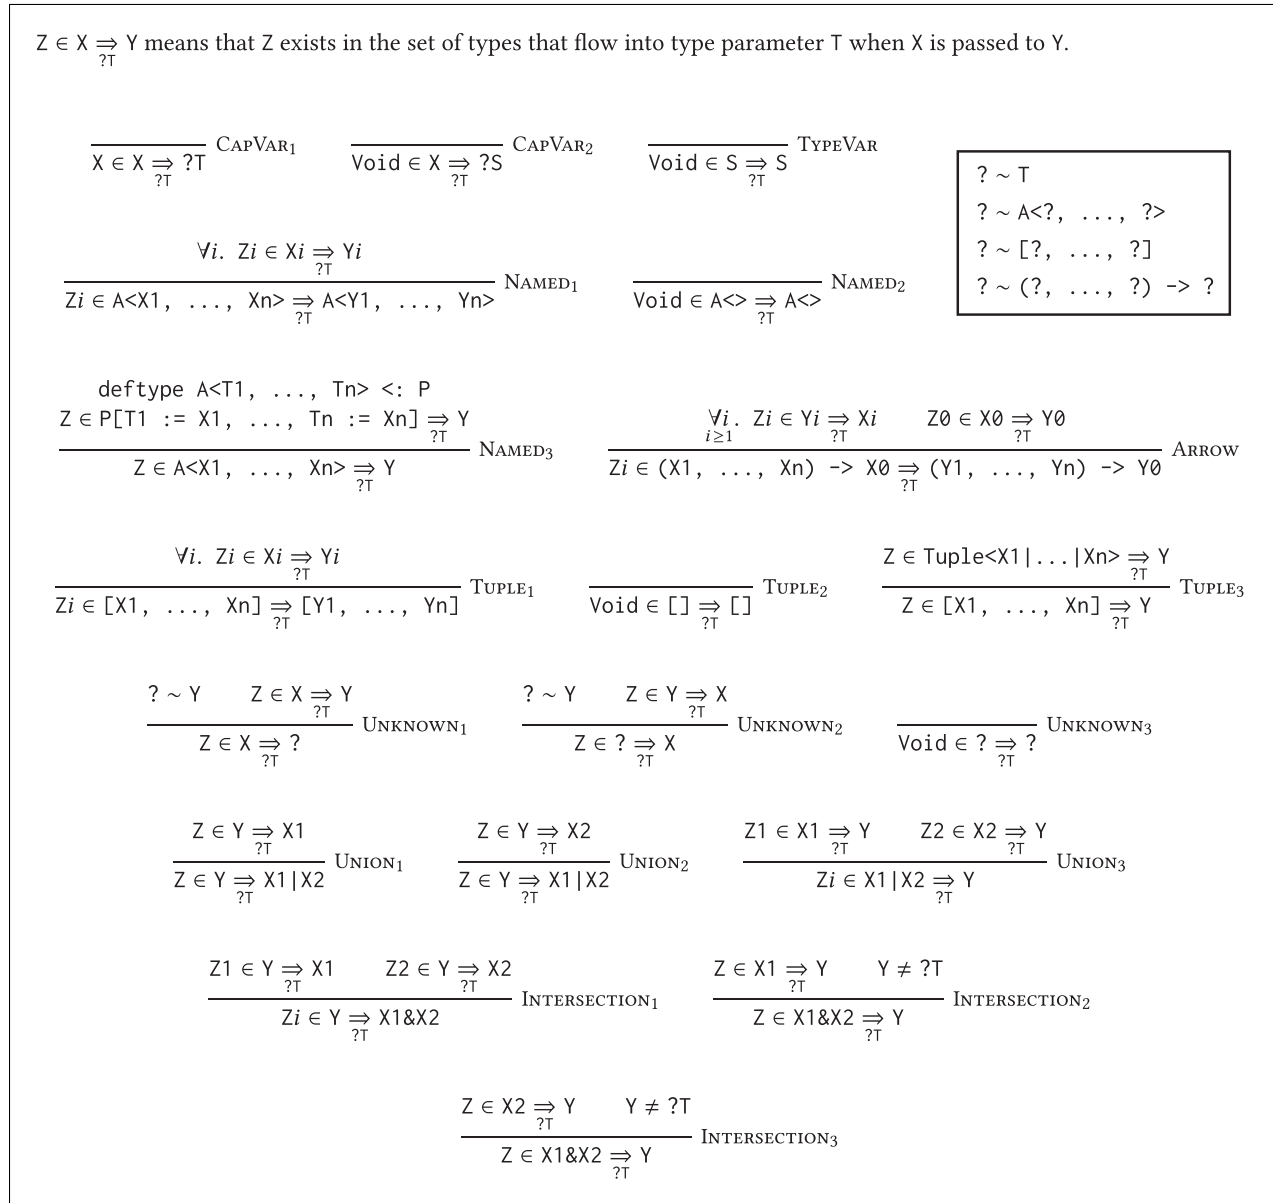 Z ∈ X ⇒ Y means that Z exists in the set of types that flow into type parameter T when X is passed to Y.
?T
X ∈ X ⇒ ?T CapVar1
?T
Void ∈ X ⇒ ?S CapVar2
?T
Void ∈ S ⇒ S TypeVar
?T
? ~ T
? ~ A<?, ..., ?>
? ~ [?, ..., ?]
? ~ (?, ..., ?) -> ?
∀i. Zi ∈ Xi ⇒ Yi
?T
Zi ∈ A<X1, ..., Xn> ⇒ A<Y1, ..., Yn> Named1
?T
Void ∈ A<> ⇒ A<> Named2
?T
deftype A<T1, ..., Tn> <: P
Z ∈ P[T1 := X1, ..., Tn := Xn] ⇒ Y
?T
Z ∈ A<X1, ..., Xn> ⇒ Y Named3
?T
∀i. Zi ∈ Yi ⇒ Xi Z0 ∈ X0 ⇒ Y0
i≥1 ?T ?T
Zi ∈ (X1, ..., Xn) -> X0 ⇒ (Y1, ..., Yn) -> Y0 Arrow
?T
∀i. Zi ∈ Xi ⇒ Yi
?T
Zi ∈ [X1, ..., Xn] ⇒ [Y1, ..., Yn] Tuple1
?T
Void ∈ [] ⇒ [] Tuple2
?T
Z ∈ Tuple<X1|...|Xn> ⇒ Y
?T
Z ∈ [X1, ..., Xn] ⇒ Y Tuple3
?T
? ~ Y Z ∈ X ⇒ Y
?T
Z ∈ X ⇒ ? Unknown1
?T
? ~ Y Z ∈ Y ⇒ X
?T
Z ∈ ? ⇒ X Unknown2
?T
Void ∈ ? ⇒ ? Unknown3
?T
Z ∈ Y ⇒ X1
?T
Z ∈ Y ⇒ X1|X2 Union1
?T
Z ∈ Y ⇒ X2
?T
Z ∈ Y ⇒ X1|X2 Union2
?T
Z1 ∈ X1 ⇒ Y Z2 ∈ X2 ⇒ Y
?T ?T
Zi ∈ X1|X2 ⇒ Y Union3
?T
Z1 ∈ Y ⇒ X1 Z2 ∈ Y ⇒ X2
?T ?T
Zi ∈ Y ⇒ X1&X2 Intersection1
?T
Z ∈ X1 ⇒ Y Y ≠ ?T
?T
Z ∈ X1&X2 ⇒ Y Intersection2
?T
Z ∈ X2 ⇒ Y Y ≠ ?T
?T
Z ∈ X1&X2 ⇒ Y Intersection3
?T